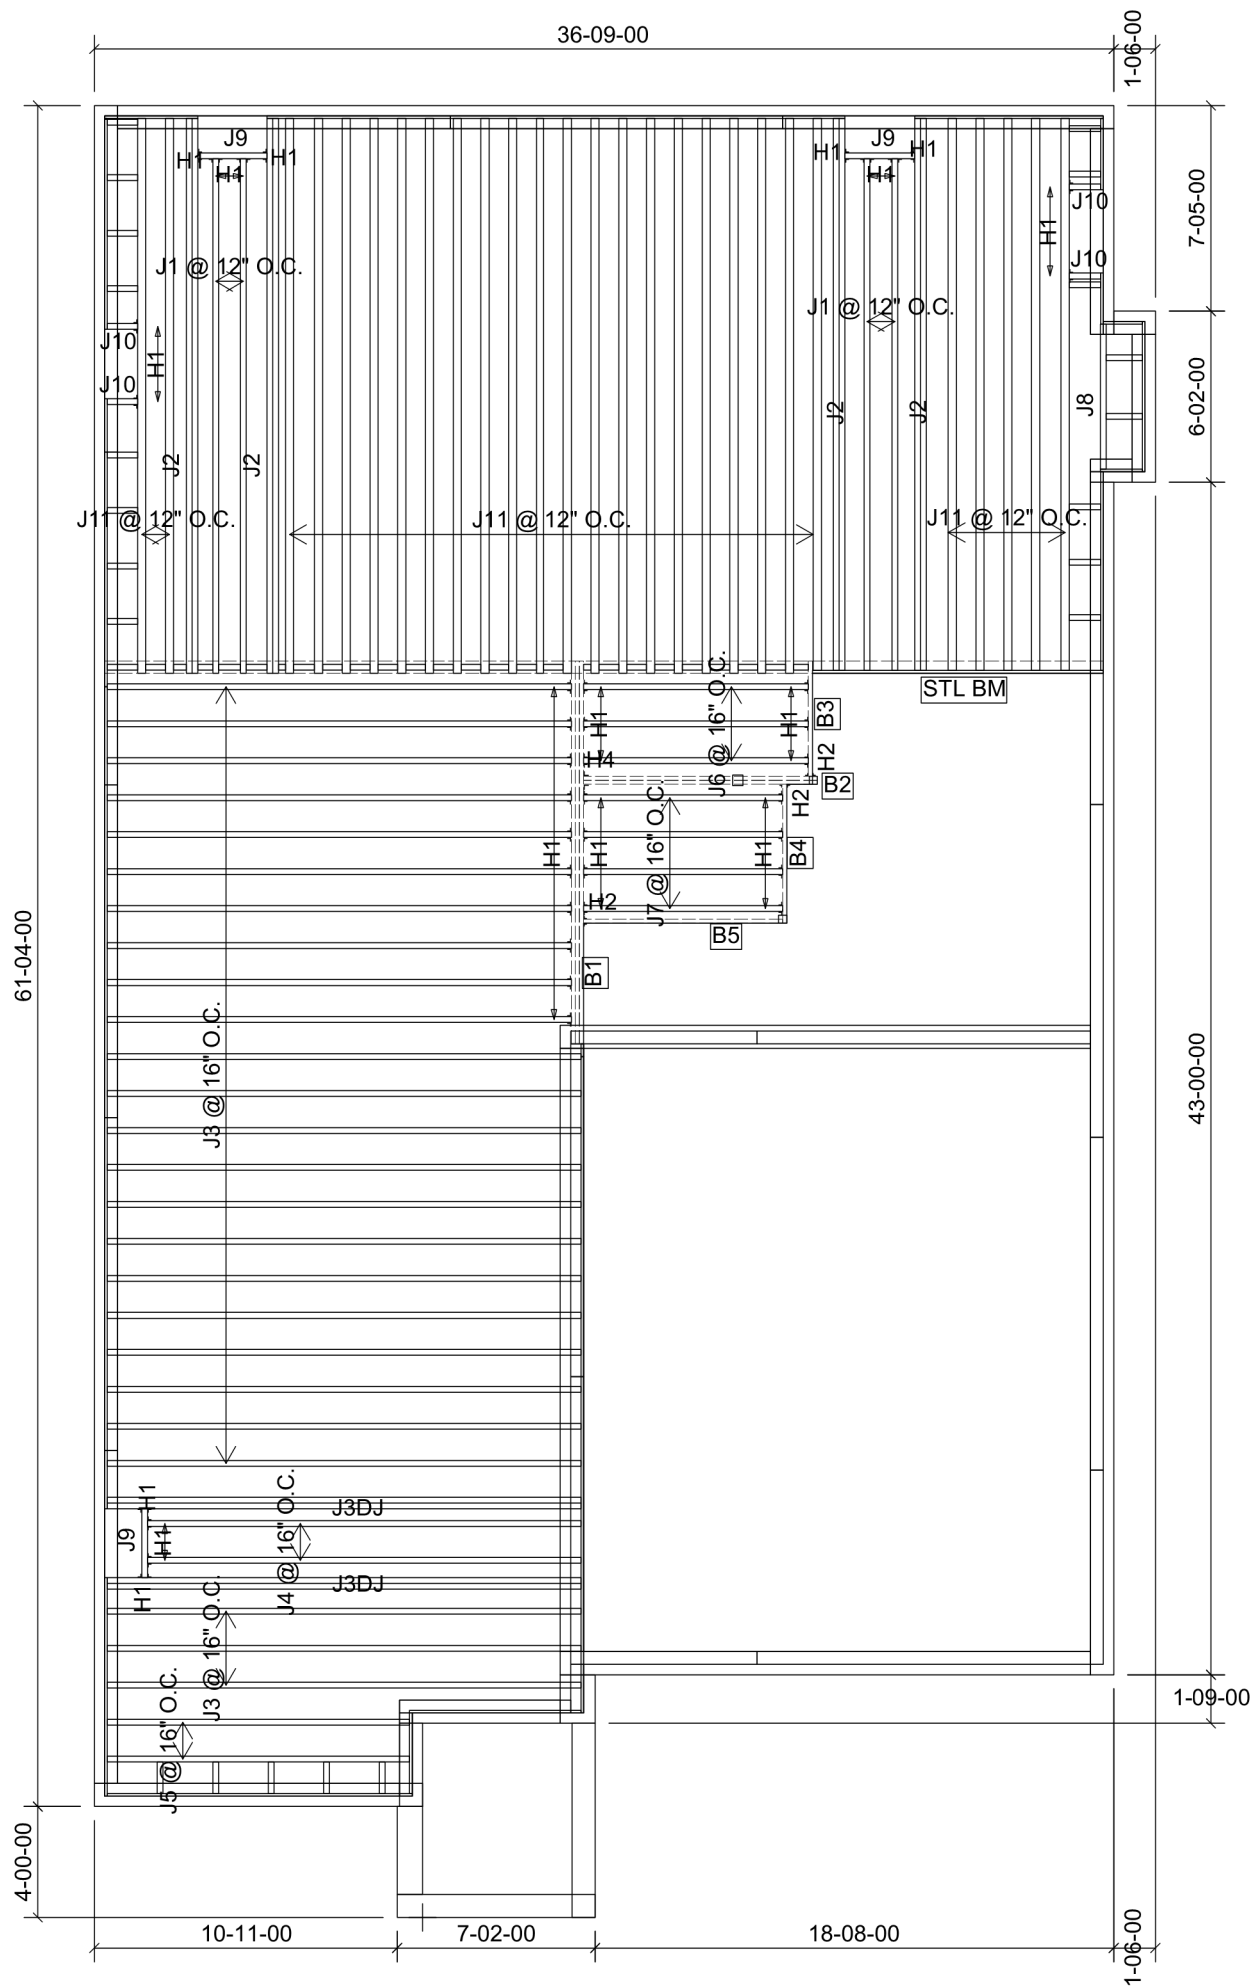 36-09-00
1-06-00
J9
H1
H1
H1
J9
H1
H1
H1
7-05-00
J10
H1
J10
J1 @ 12" O.C.
J1 @ 12" O.C.
J10
H1
J10
J2
J2
J2
J2
J8
6-02-00
J11 @ 12" O.C.
J11 @ 12" O.C.
J11 @ 12" O.C.
STL BM
H1
J6 @ 16" O.C.
H1
B3
H4
H2
B2
H2
H1
H1
J7 @ 16" O.C.
H1
B4
H2
B5
B1
61-04-00
43-00-00
J3 @ 16" O.C.
H1
J9
H1
H1
J3DJ
J4 @ 16" O.C.
J3DJ
J3 @ 16" O.C.
J5 @ 16" O.C.
1-09-00
4-00-00
10-11-00
7-02-00
18-08-00
1-06-00